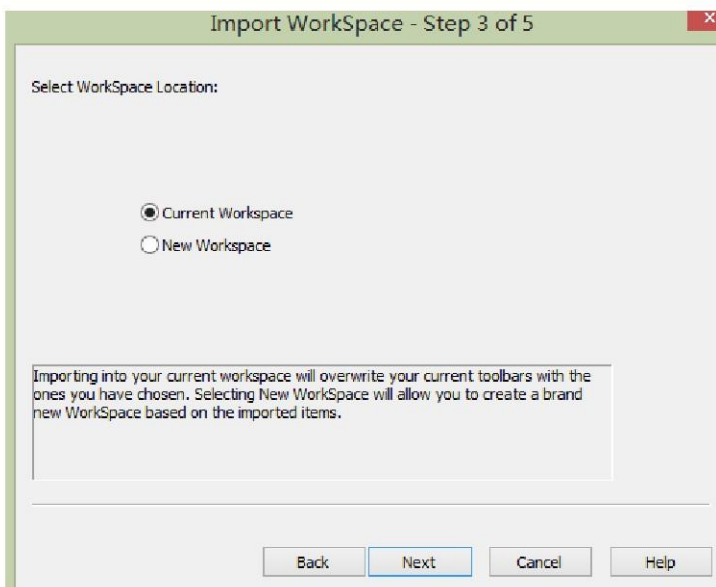 Import WorkSpace - Step 3 of 5
Select WorkSpace Location:
Current Workspace
New Workspace
Importing into your current workspace will overwrite your current toolbars with the
ones you have chosen. Selecting New WorkSpace will allow you to create a brand
new WorkSpace based on the imported items.
Back Next Cancel Help